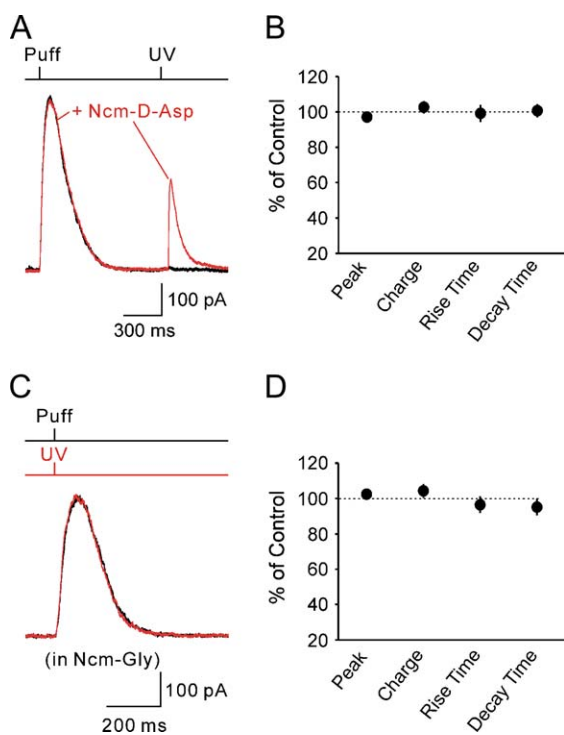 A
Puff
UV
+ Ncm-D-Asp
100 pA
300 ms
B
% of Control
120
100
80
60
40
20
Peak
Charge
Rise Time
Decay Time
C
Puff
UV
(in Ncm-Gly)
100 pA
200 ms
D
% of Control
120
100
80
60
40
20
Peak
Charge
Rise Time
Decay Time